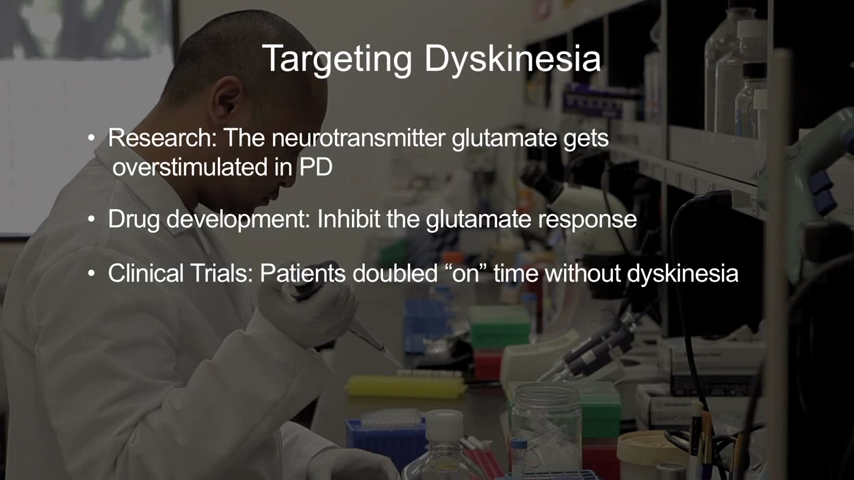 Targeting Dyskinesia
• Research: The neurotransmitter glutamate gets
overstimulated in PD
• Drug development: Inhibit the glutamate response
• Clinical Trials: Patients doubled “on” time without dyskinesia